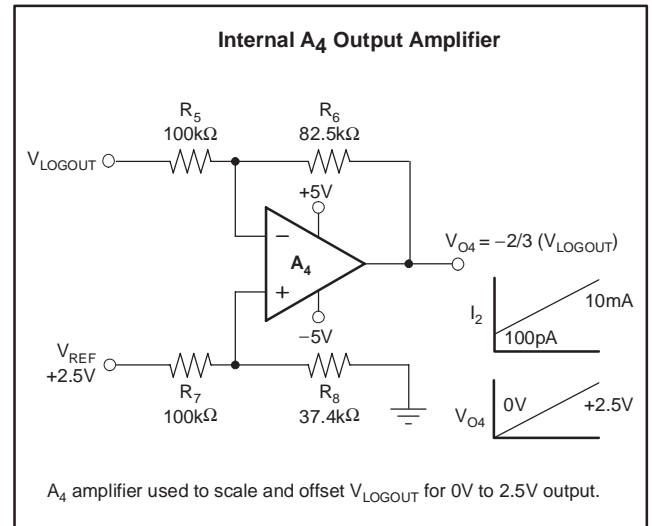 Internal A4 Output Amplifier
R5
100kΩ
R6
82.5kΩ
VLOGOUT
+5V
−
A4
+
VO4 = −2/3 (VLOGOUT)
−5V
I2
10mA
100pA
VREF
+2.5V
R7
100kΩ
R8
37.4kΩ
VO4
0V
+2.5V
A4 amplifier used to scale and offset VLOGOUT for 0V to 2.5V output.